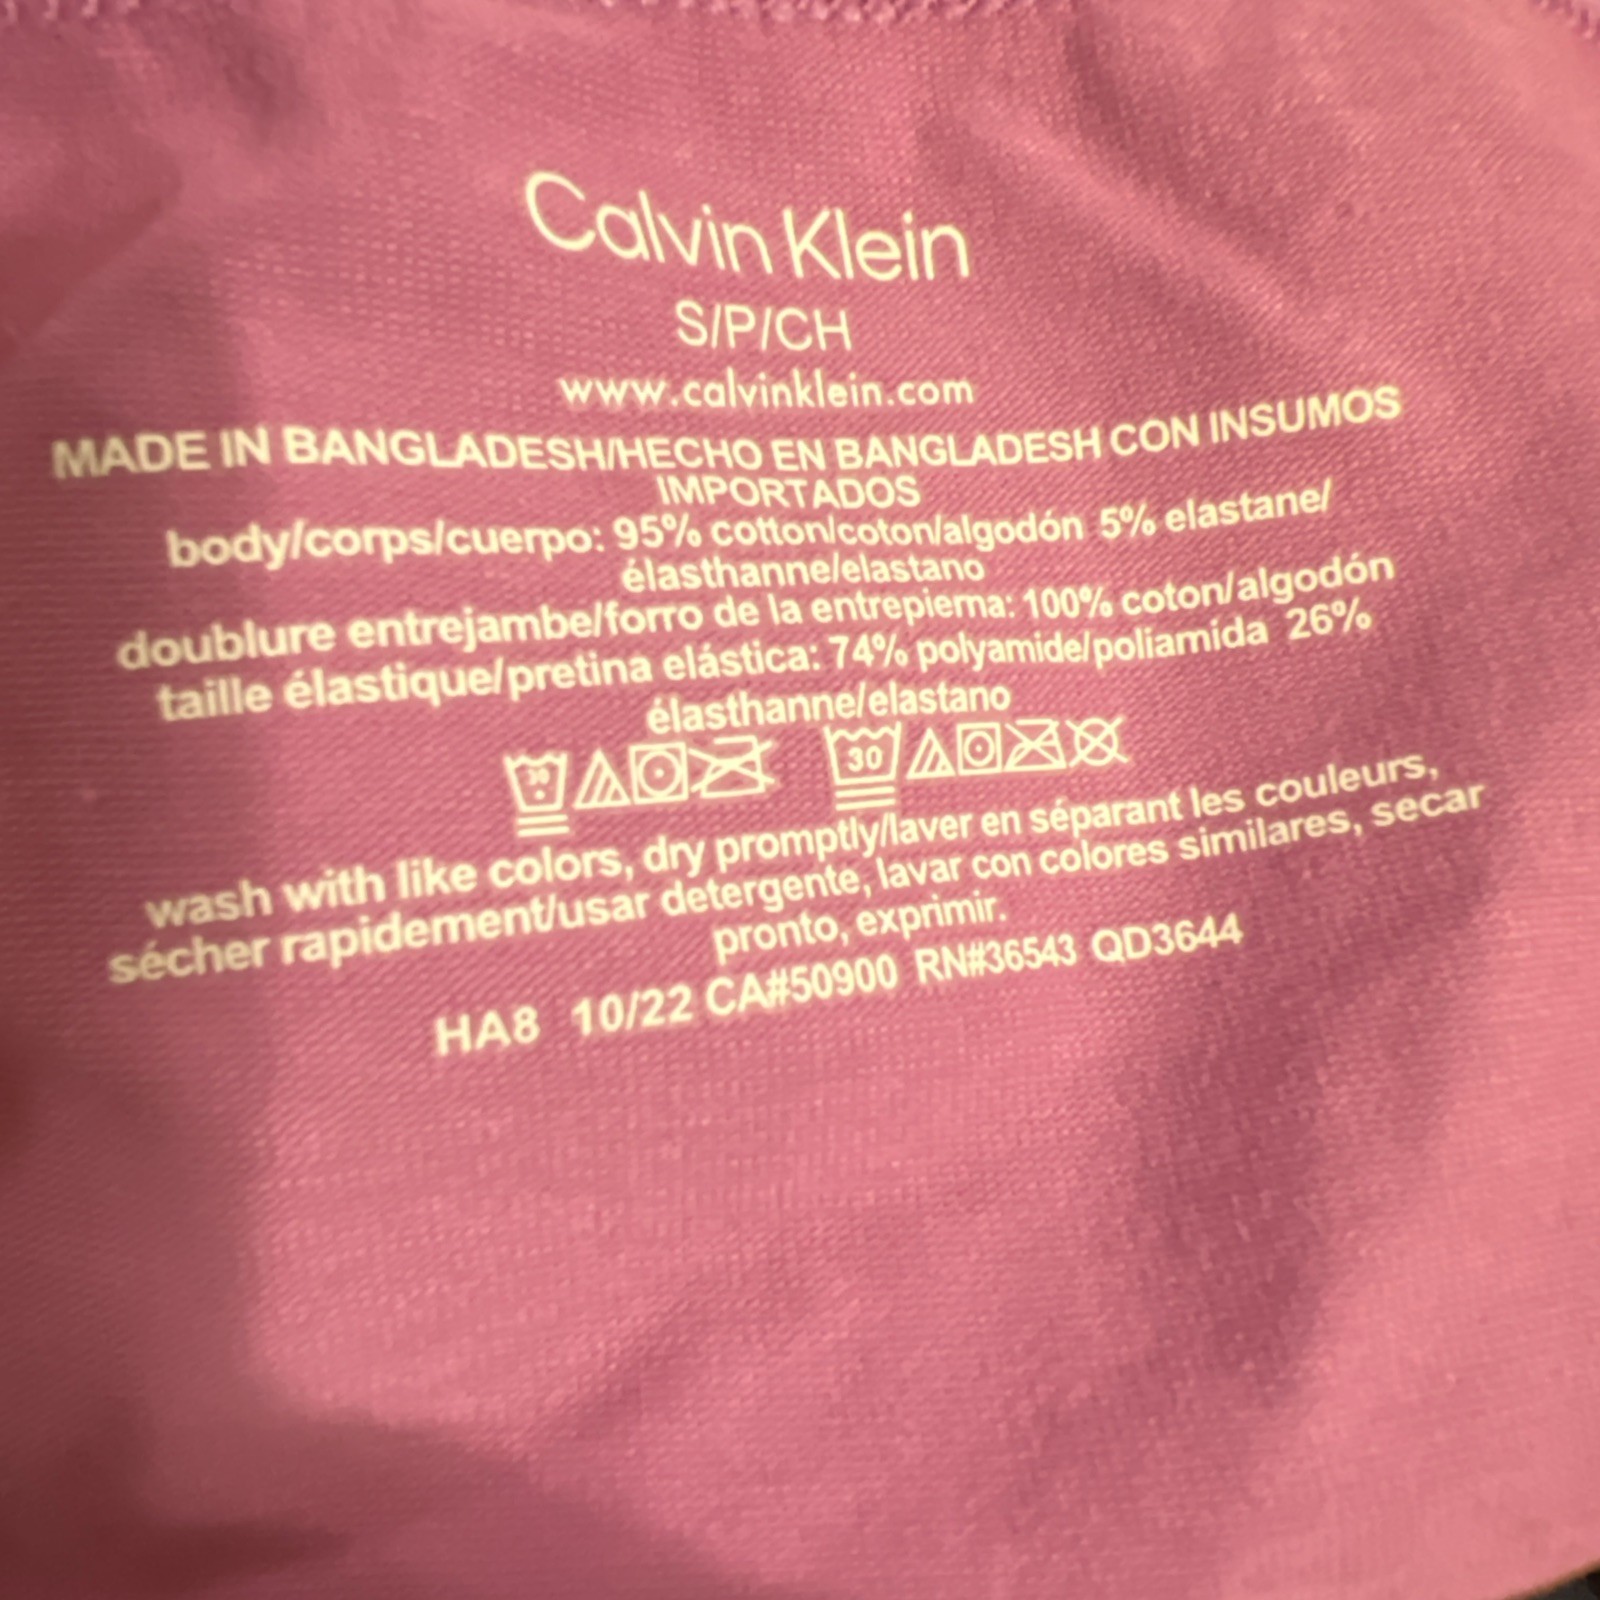 Calvin Klein
S/P/CH
www.calvinklein.com
MADE IN BANGLADESH/HECHO EN BANGLADESH CON INSUMOS
IMPORTADOS
body/corps/cuerpo: 95% cotton/coton/algodón 5% elastane/
élasthanne/elastano
doublure entrejambe/forro de la entrepierna: 100% coton/algodón
taille élastique/pretina elástica: 74% polyamide/poliamida 26%
élasthanne/elastano
30 30
wash with like colors, dry promptly/laver en séparant les couleurs,
sécher rapidement/usar detergente, lavar con colores similares, secar
pronto, exprimir.
HA8 10/22 CA#50900 RN#36543 QD3644